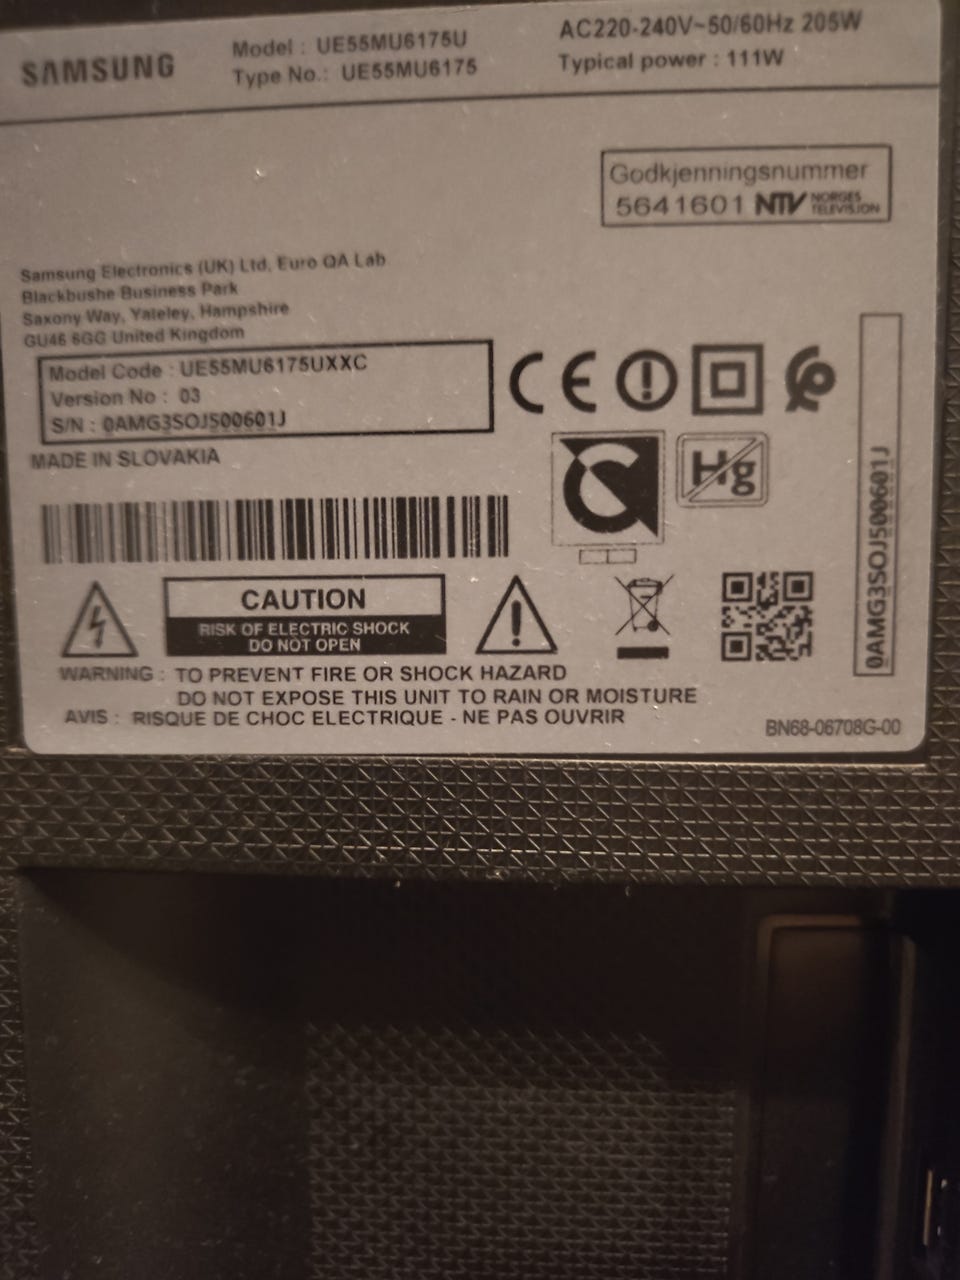 SAMSUNG
Model : UE55MU6175U
Type No.: UE55MU6175
AC220-240V~50/60Hz 205W
Typical power : 111W
Godkjenningsnummer
5641601 NTV NORGES TELEVISJON
Samsung Electronics (UK) Ltd, Euro QA Lab
Blackbushe Business Park
Saxony Way, Yateley, Hampshire
GU46 6GG United Kingdom
Model Code : UE55MU6175UXXC
Version No : 03
S/N : 0AMG3SOJ500601J
MADE IN SLOVAKIA
CE
Hg
0AMG3SOJ500601J
CAUTION
RISK OF ELECTRIC SHOCK
DO NOT OPEN
WARNING : TO PREVENT FIRE OR SHOCK HAZARD
DO NOT EXPOSE THIS UNIT TO RAIN OR MOISTURE
AVIS : RISQUE DE CHOC ELECTRIQUE - NE PAS OUVRIR
BN68-06708G-00